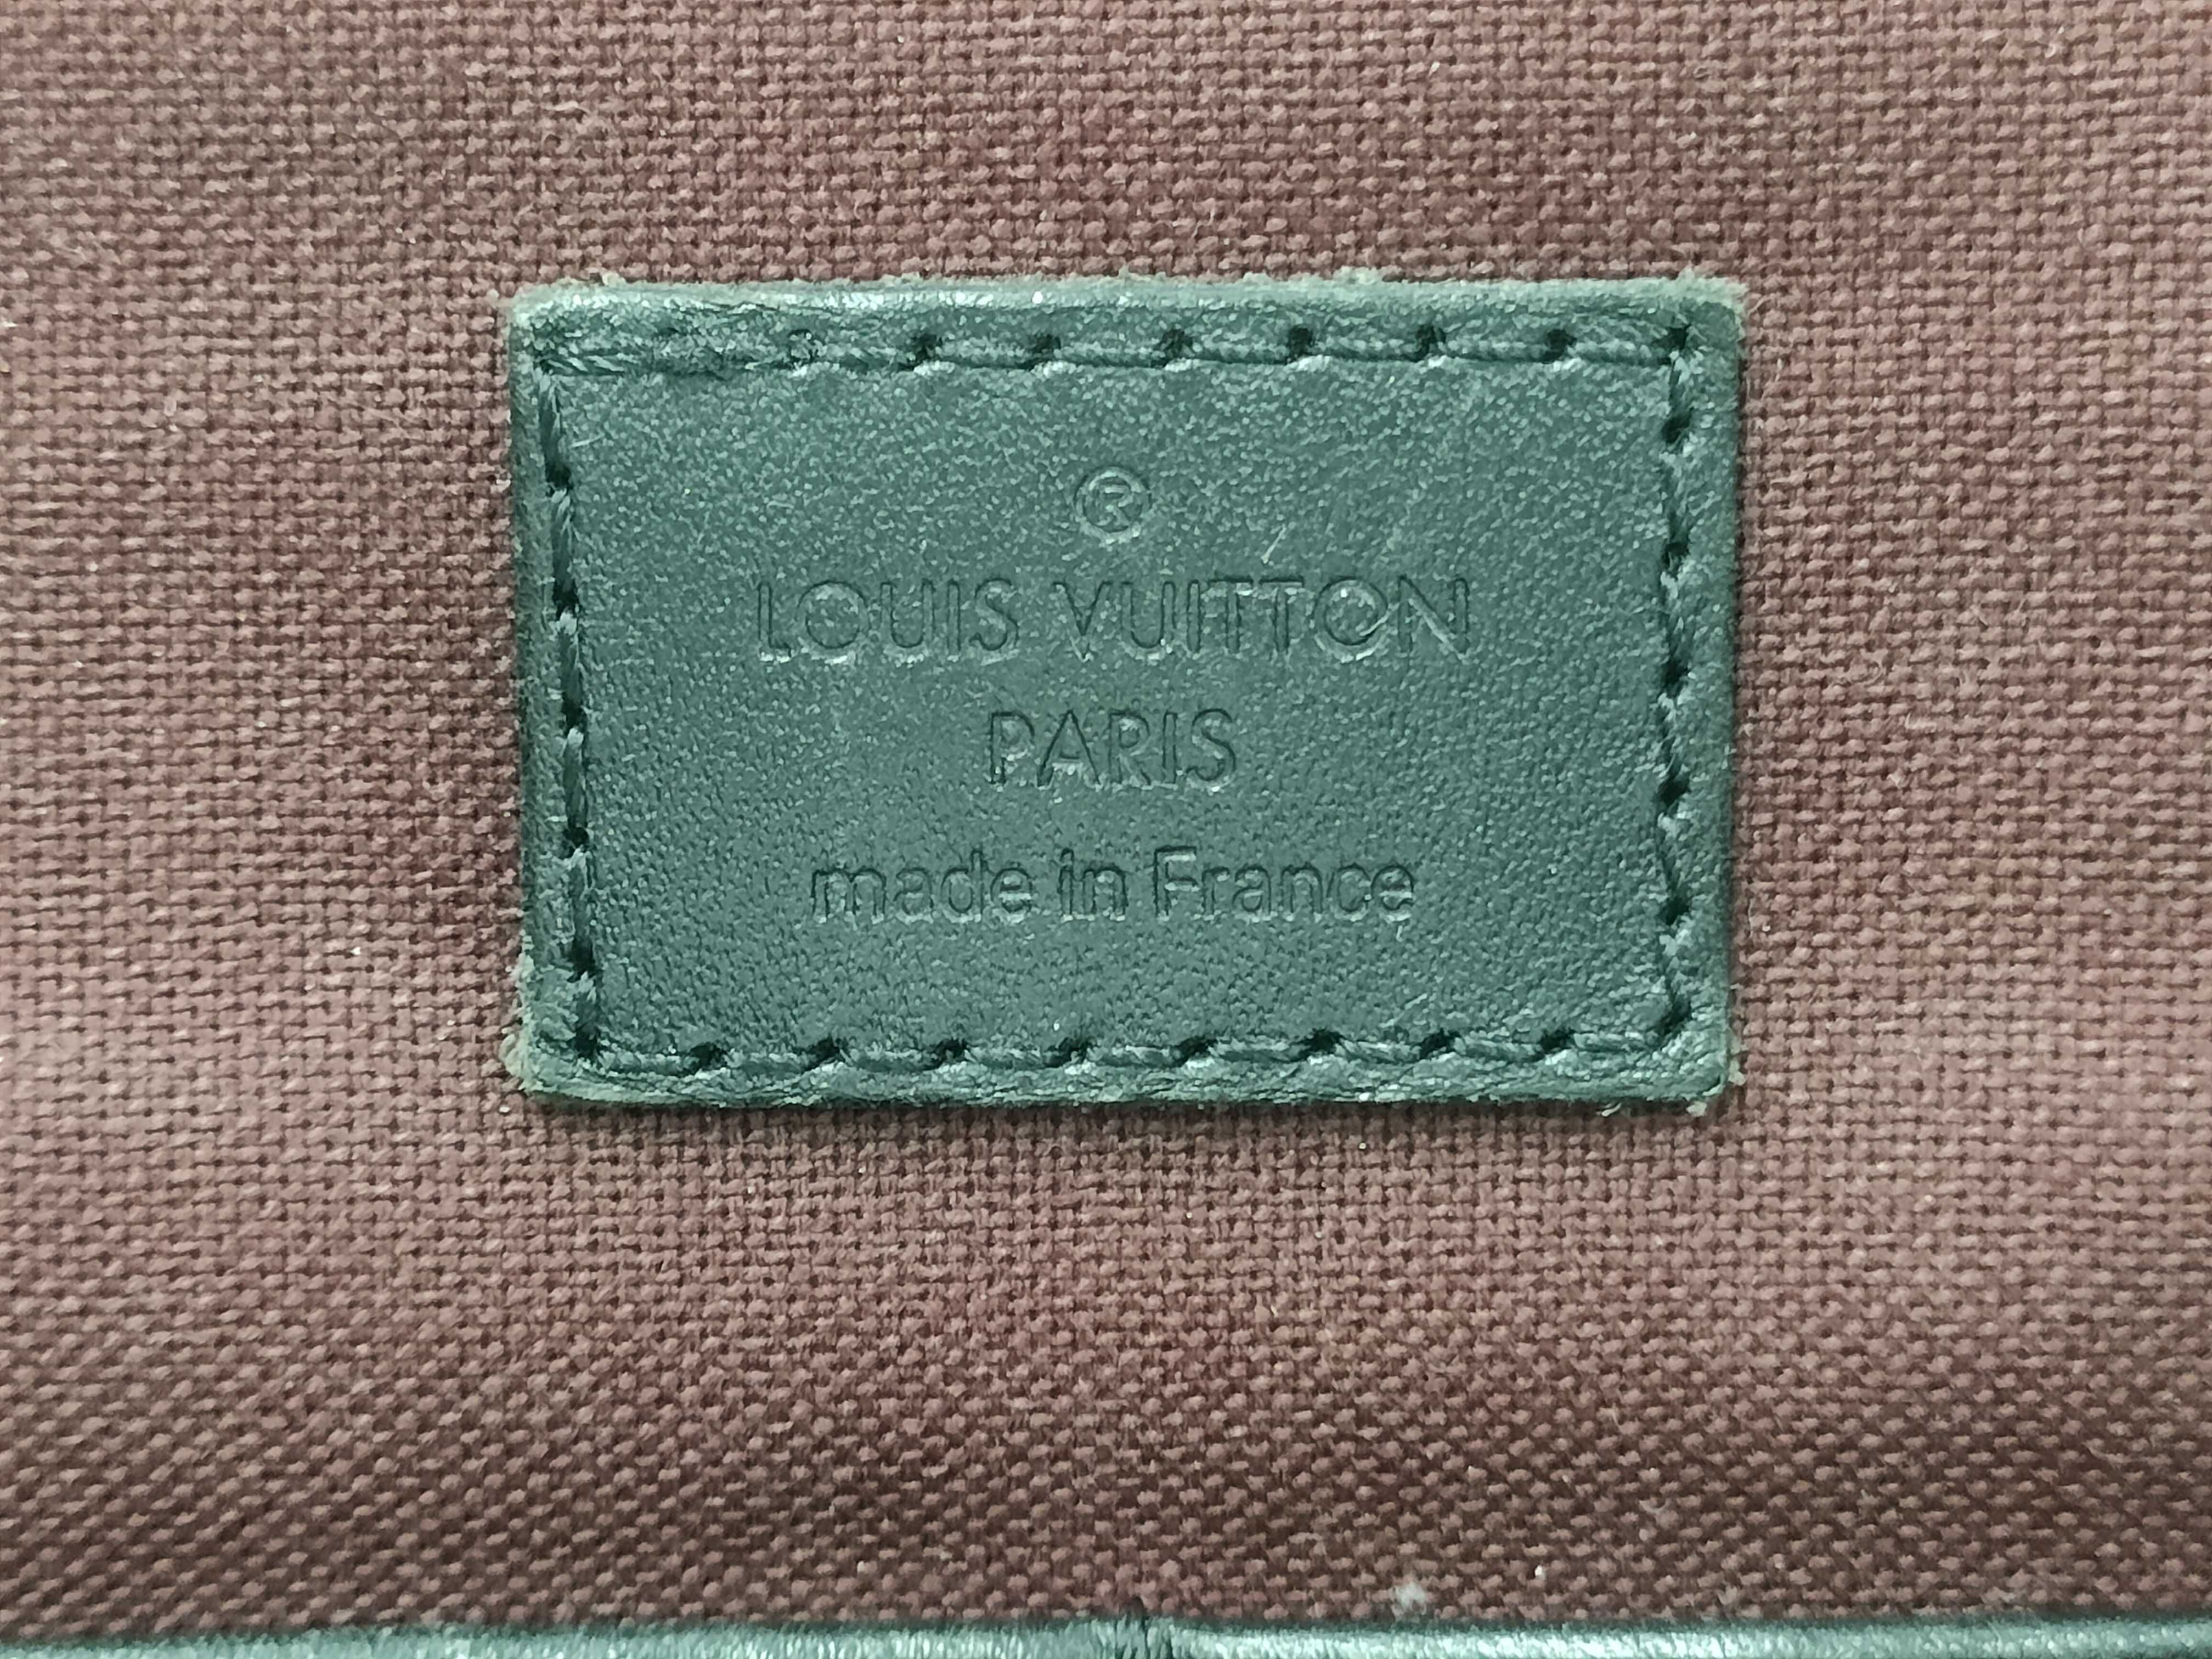 ®
LOUIS VUITTON
PARIS
made in France